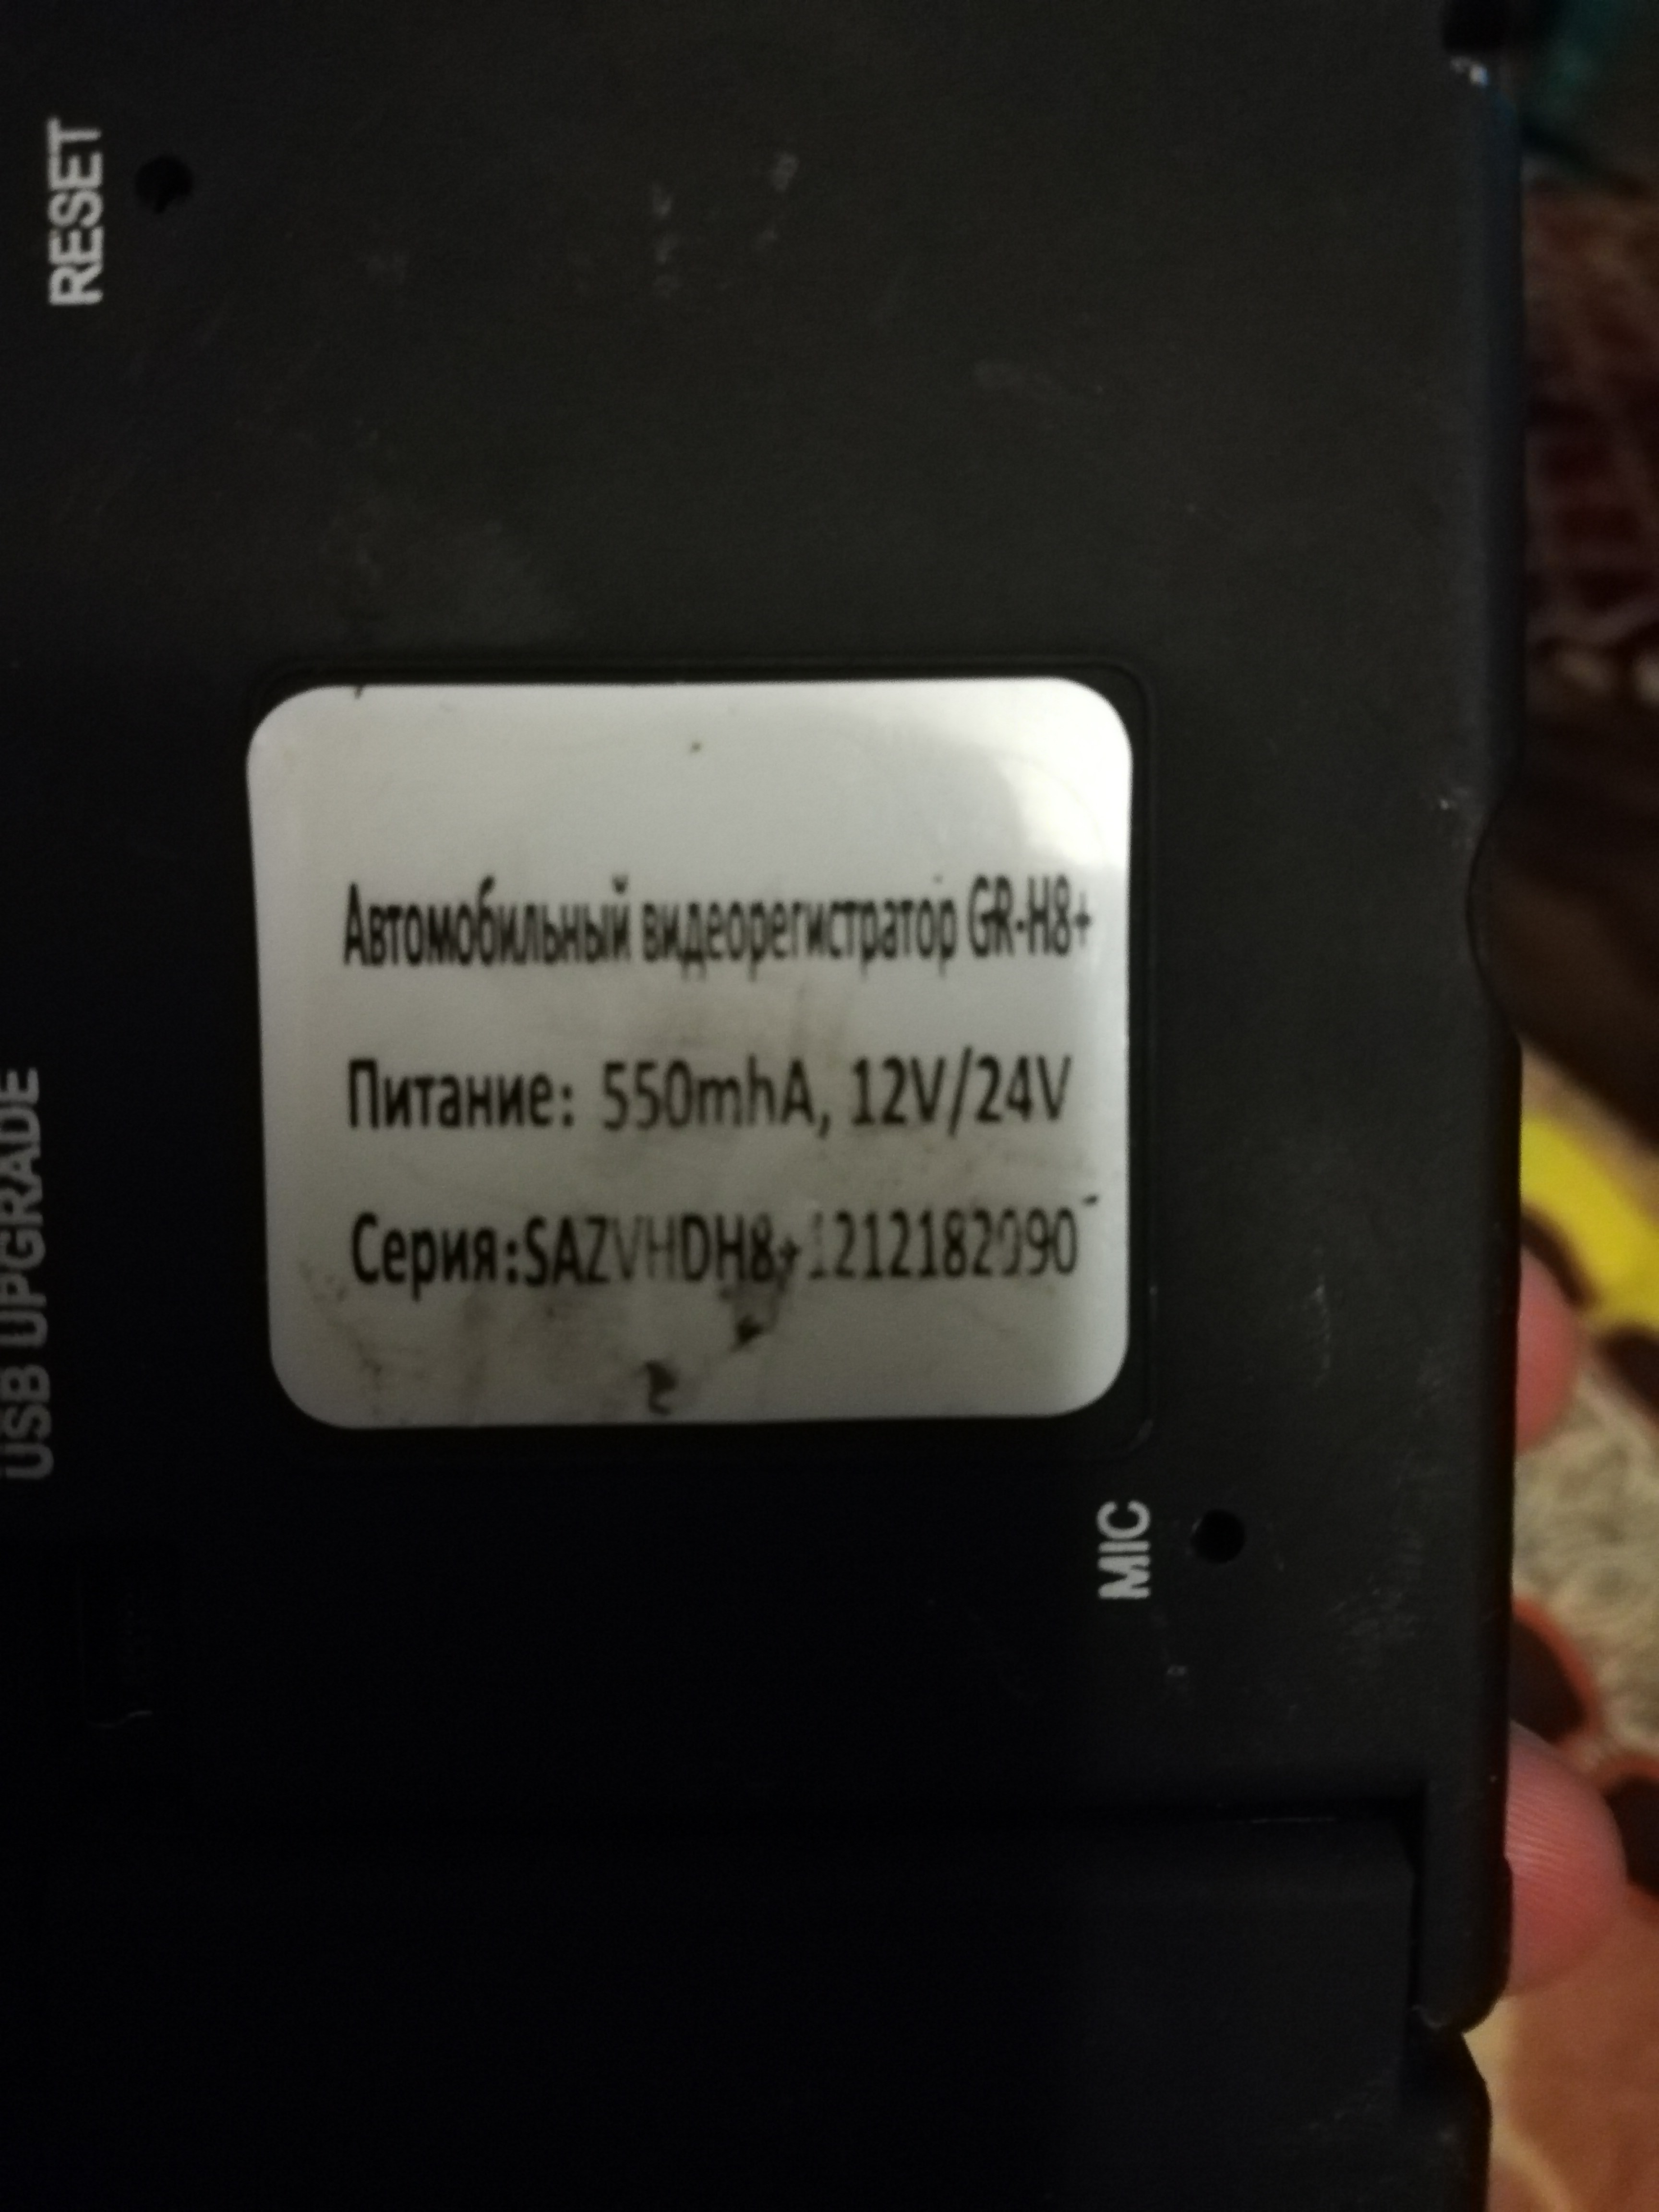 RESET
Автомобильный видеорегистратор GR-H8+
Питание: 550mhA, 12V/24V
Серия:SAZVHDH8+1212182090
USB UPGRADE
MIC